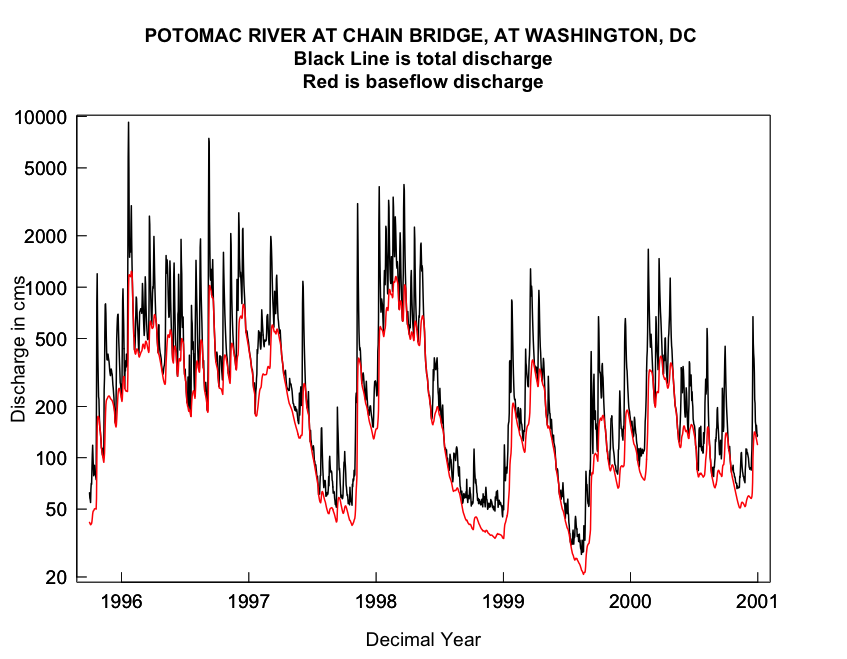 POTOMAC RIVER AT CHAIN BRIDGE, AT WASHINGTON, DC
Black Line is total discharge
Red is baseflow discharge
10000
5000
2000
1000
500
200
100
50
20
Discharge in cms
1996 1997 1998 1999 2000 2001
Decimal Year